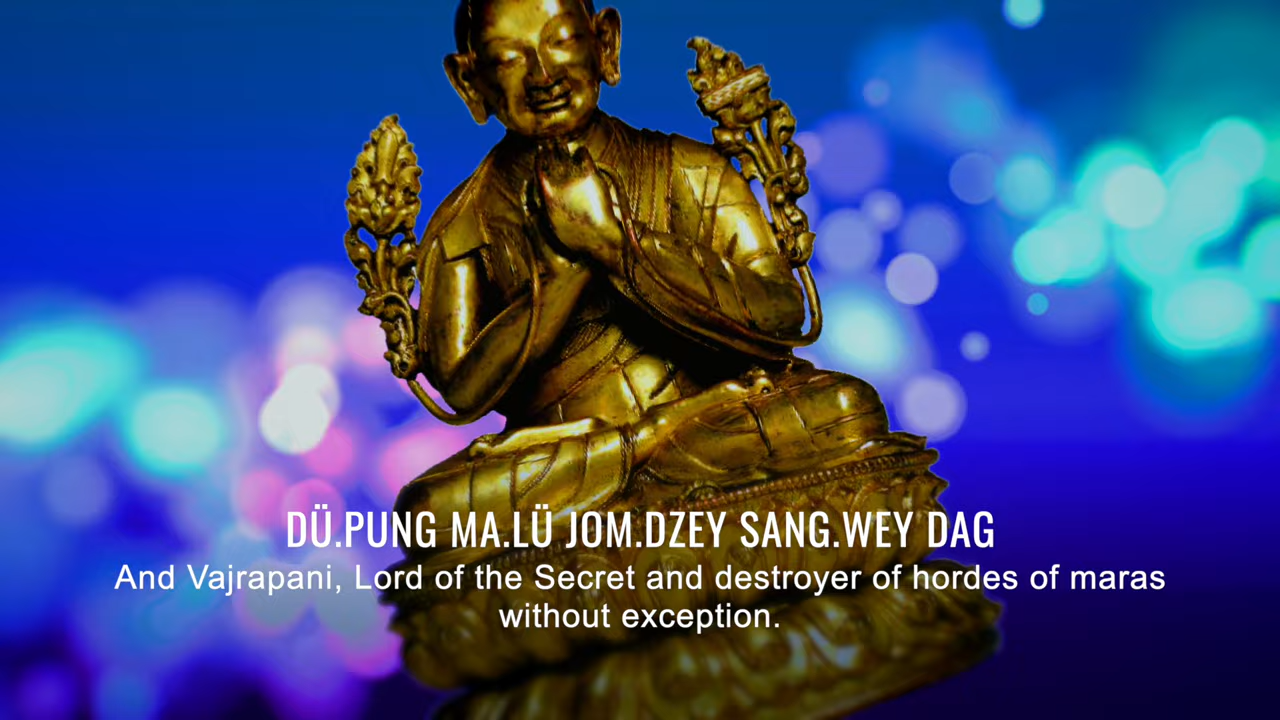 DÜ.PUNG MA.LÜ JOM.DZEY SANG.WEY DAG
And Vajrapani, Lord of the Secret and destroyer of hordes of maras
without exception.